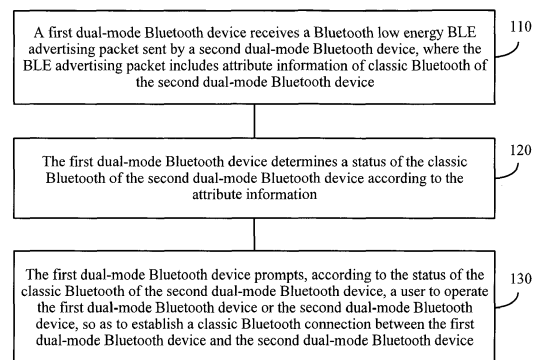 A first dual-mode Bluetooth device receives a Bluetooth low energy BLE
advertising packet sent by a second dual-mode Bluetooth device, where the
BLE advertising packet includes attribute information of classic Bluetooth of
the second dual-mode Bluetooth device
110
The first dual-mode Bluetooth device determines a status of the classic
Bluetooth of the second dual-mode Bluetooth device according to the
attribute information
120
The first dual-mode Bluetooth device prompts, according to the status of the
classic Bluetooth of the second dual-mode Bluetooth device, a user to operate
the first dual-mode Bluetooth device or the second dual-mode Bluetooth
device, so as to establish a classic Bluetooth connection between the first
dual-mode Bluetooth device and the second dual-mode Bluetooth device
130